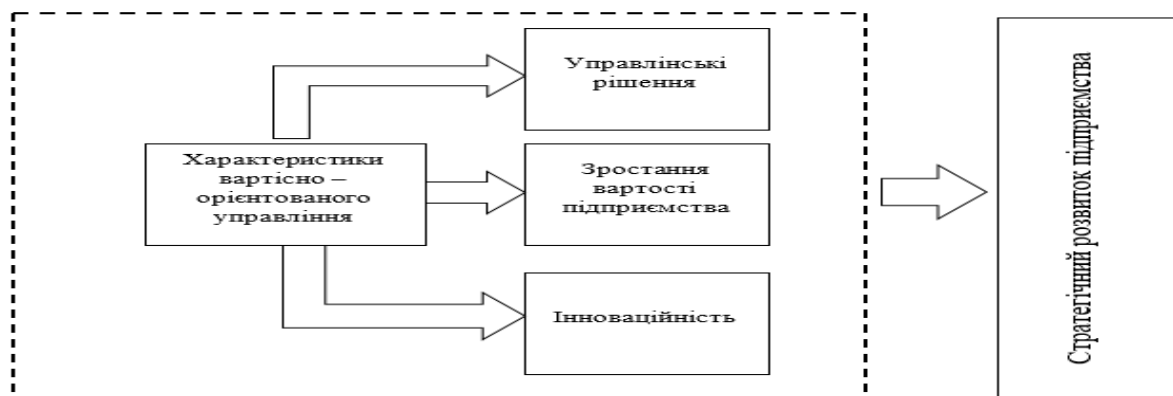 Управлінські
рішення
Характеристики
вартісно –
орієнтованого
управління
Зростання
вартості
підприємства
Інноваційність
Стратегічний розвиток підприємства